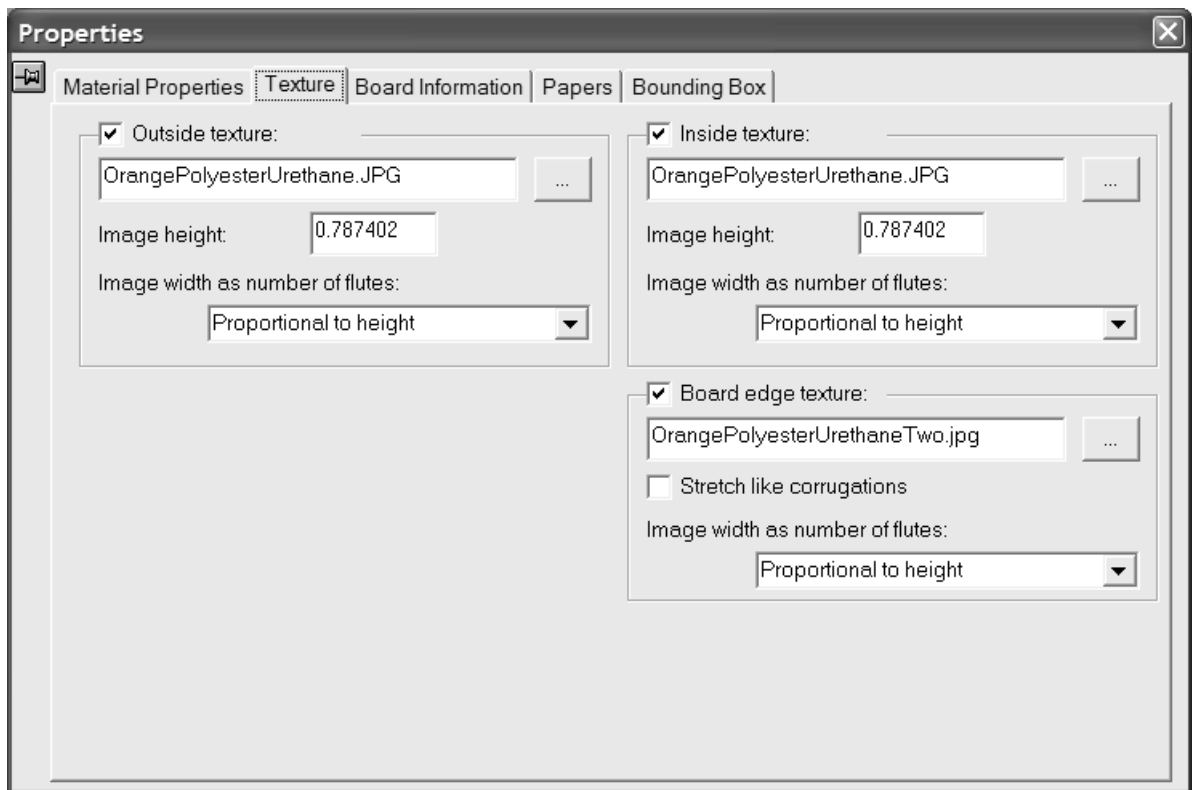 Properties
Material Properties Texture Board Information Papers Bounding Box
Outside texture:
OrangePolyesterUrethane.JPG ...
Image height: 0.787402
Image width as number of flutes:
Proportional to height
Inside texture:
OrangePolyesterUrethane.JPG ...
Image height: 0.787402
Image width as number of flutes:
Proportional to height
Board edge texture:
OrangePolyesterUrethaneTwo.jpg ...
Stretch like corrugations
Image width as number of flutes:
Proportional to height